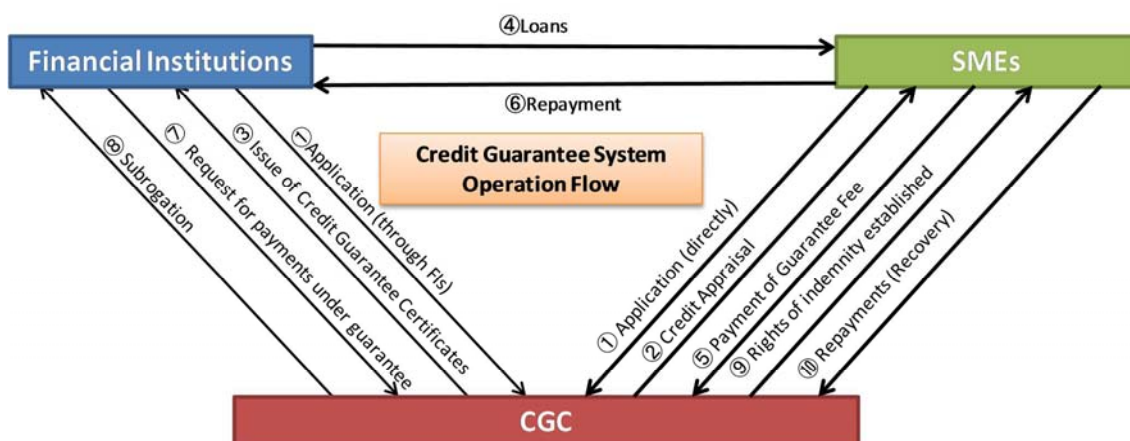 ④Loans
Financial Institutions
SMEs
⑥Repayment
Credit Guarantee System
Operation Flow
⑧ Subrogation
⑦ Request for payments under guarantee
③ Issue of Credit Guarantee Certificates
①Application (through FIs)
① Application (directly)
② Credit Appraisal
⑤ Payment of Guarantee Fee
⑨ Rights of indemnity established
⑩ Repayments (Recovery)
CGC